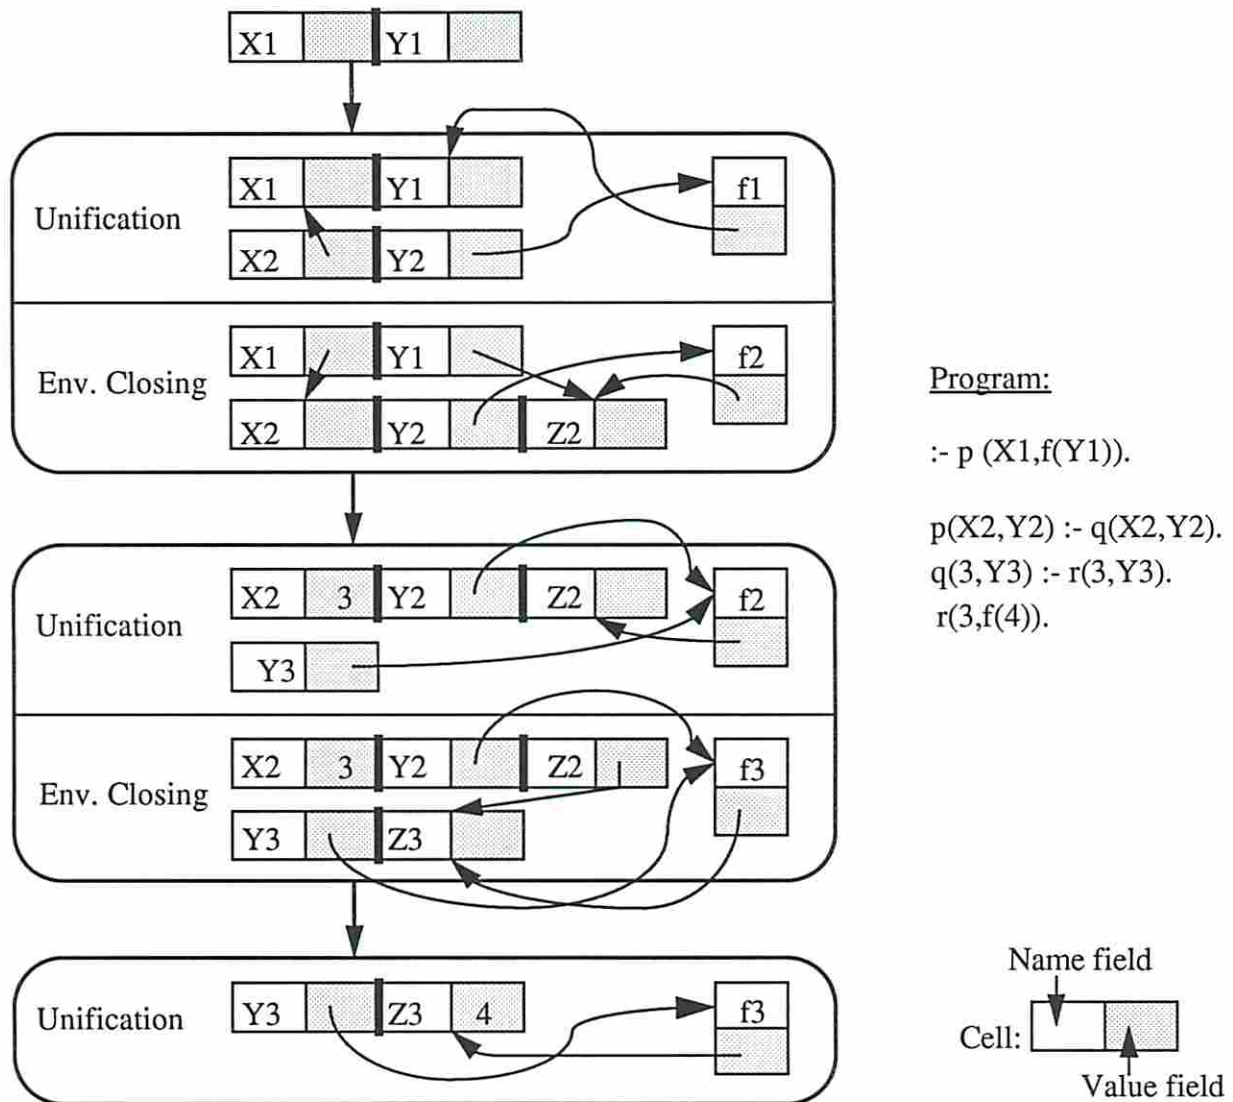 X1 Y1
X1 Y1 f1
Unification
X2 Y2
X1 Y1 f2
Env. Closing
X2 Y2 Z2
Program:
:- p (X1,f(Y1)).
p(X2,Y2) :- q(X2,Y2).
q(3,Y3) :- r(3,Y3).
r(3,f(4)).
X2 3 Y2 Z2 f2
Unification
Y3
X2 3 Y2 Z2 f3
Env. Closing
Y3 Z3
Unification Y3 Z3 4 f3
Name field
Cell:
Value field